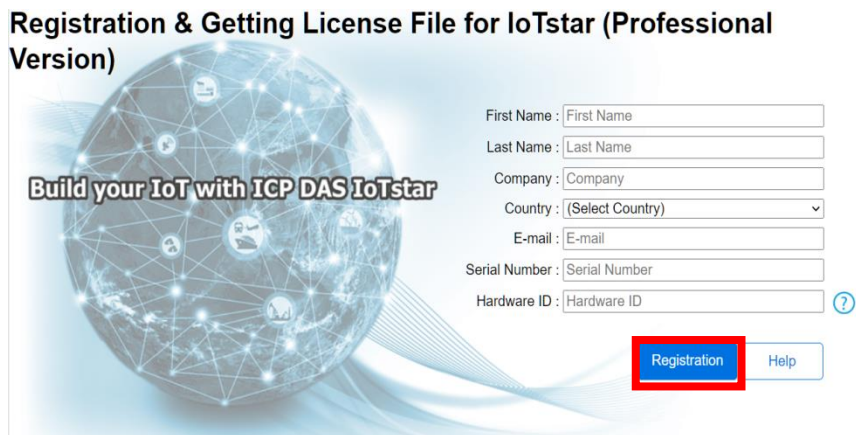 Registration & Getting License File for IoTstar (Professional
Version)
Build your IoT with ICP DAS IoTstar
First Name : First Name
Last Name : Last Name
Company : Company
Country : (Select Country)
E-mail : E-mail
Serial Number : Serial Number
Hardware ID : Hardware ID ?
Registration Help